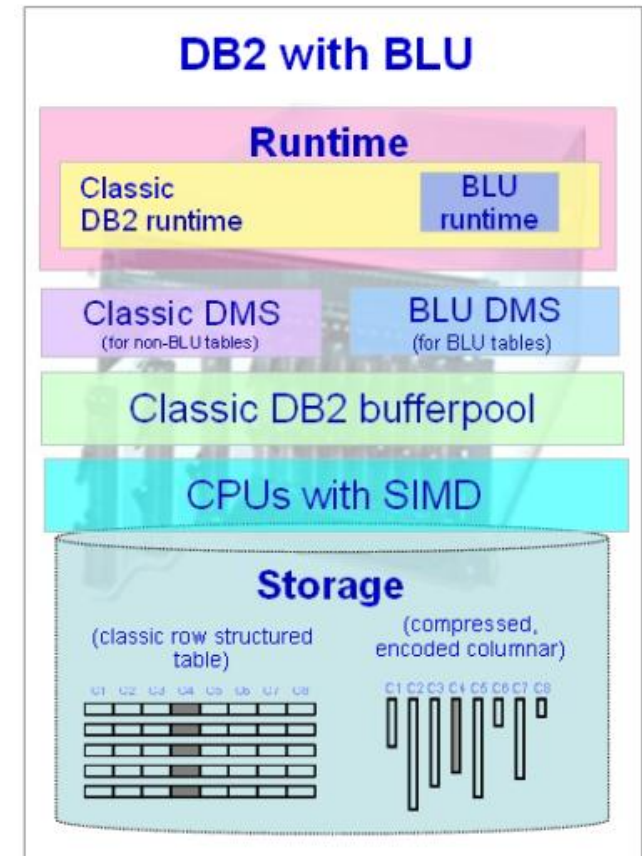 DB2 with BLU
Runtime
Classic
DB2 runtime
BLU
runtime
Classic DMS
(for non-BLU tables)
BLU DMS
(for BLU tables)
Classic DB2 bufferpool
CPUs with SIMD
Storage
(classic row structured
table)
(compressed,
encoded columnar)
C1 C2 C3 C4 C5 C6 C7 C8
C1 C2 C3 C4 C5 C6 C7 C8